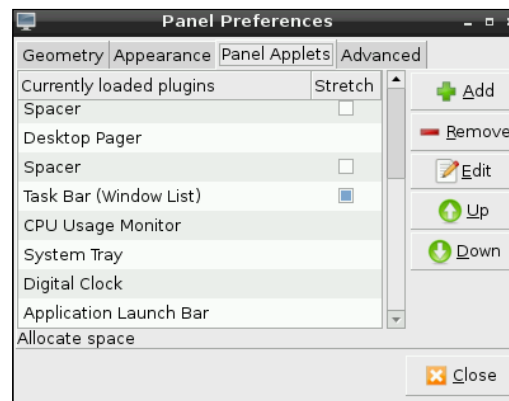 Panel Preferences
Geometry Appearance Panel Applets Advanced
Currently loaded plugins Stretch
Spacer
Desktop Pager
Spacer
Task Bar (Window List)
CPU Usage Monitor
System Tray
Digital Clock
Application Launch Bar
Add
Remove
Edit
Up
Down
Allocate space
Close